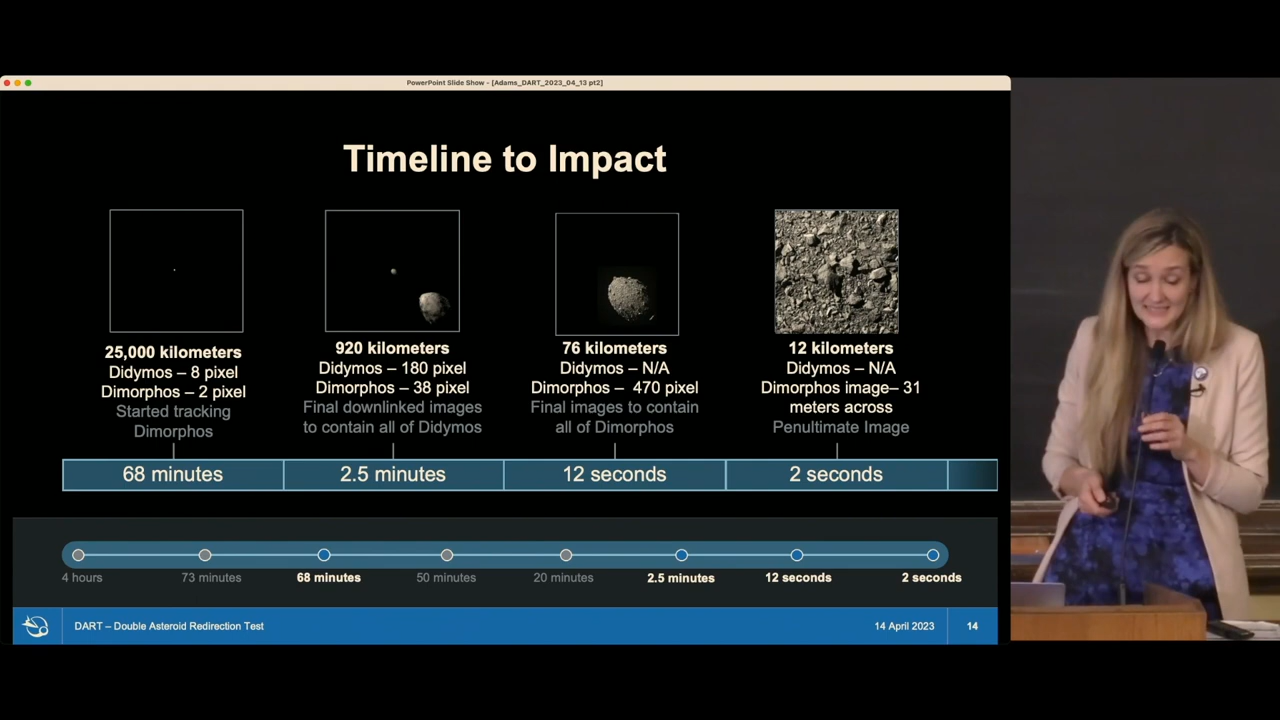 PowerPoint Slide Show - [Adams_DART_2023_04_13 pt2]
Timeline to Impact
25,000 kilometers
Didymos – 8 pixel
Dimorphos – 2 pixel
Started tracking
Dimorphos
920 kilometers
Didymos – 180 pixel
Dimorphos – 38 pixel
Final downlinked images
to contain all of Didymos
76 kilometers
Didymos – N/A
Dimorphos –  470 pixel
Final images to contain
all of Dimorphos
12 kilometers
Didymos – N/A
Dimorphos image– 31
meters across
Penultimate Image
68 minutes
2.5 minutes
12 seconds
2 seconds
4 hours
73 minutes
68 minutes
50 minutes
20 minutes
2.5 minutes
12 seconds
2 seconds
DART – Double Asteroid Redirection Test
14 April 2023
14